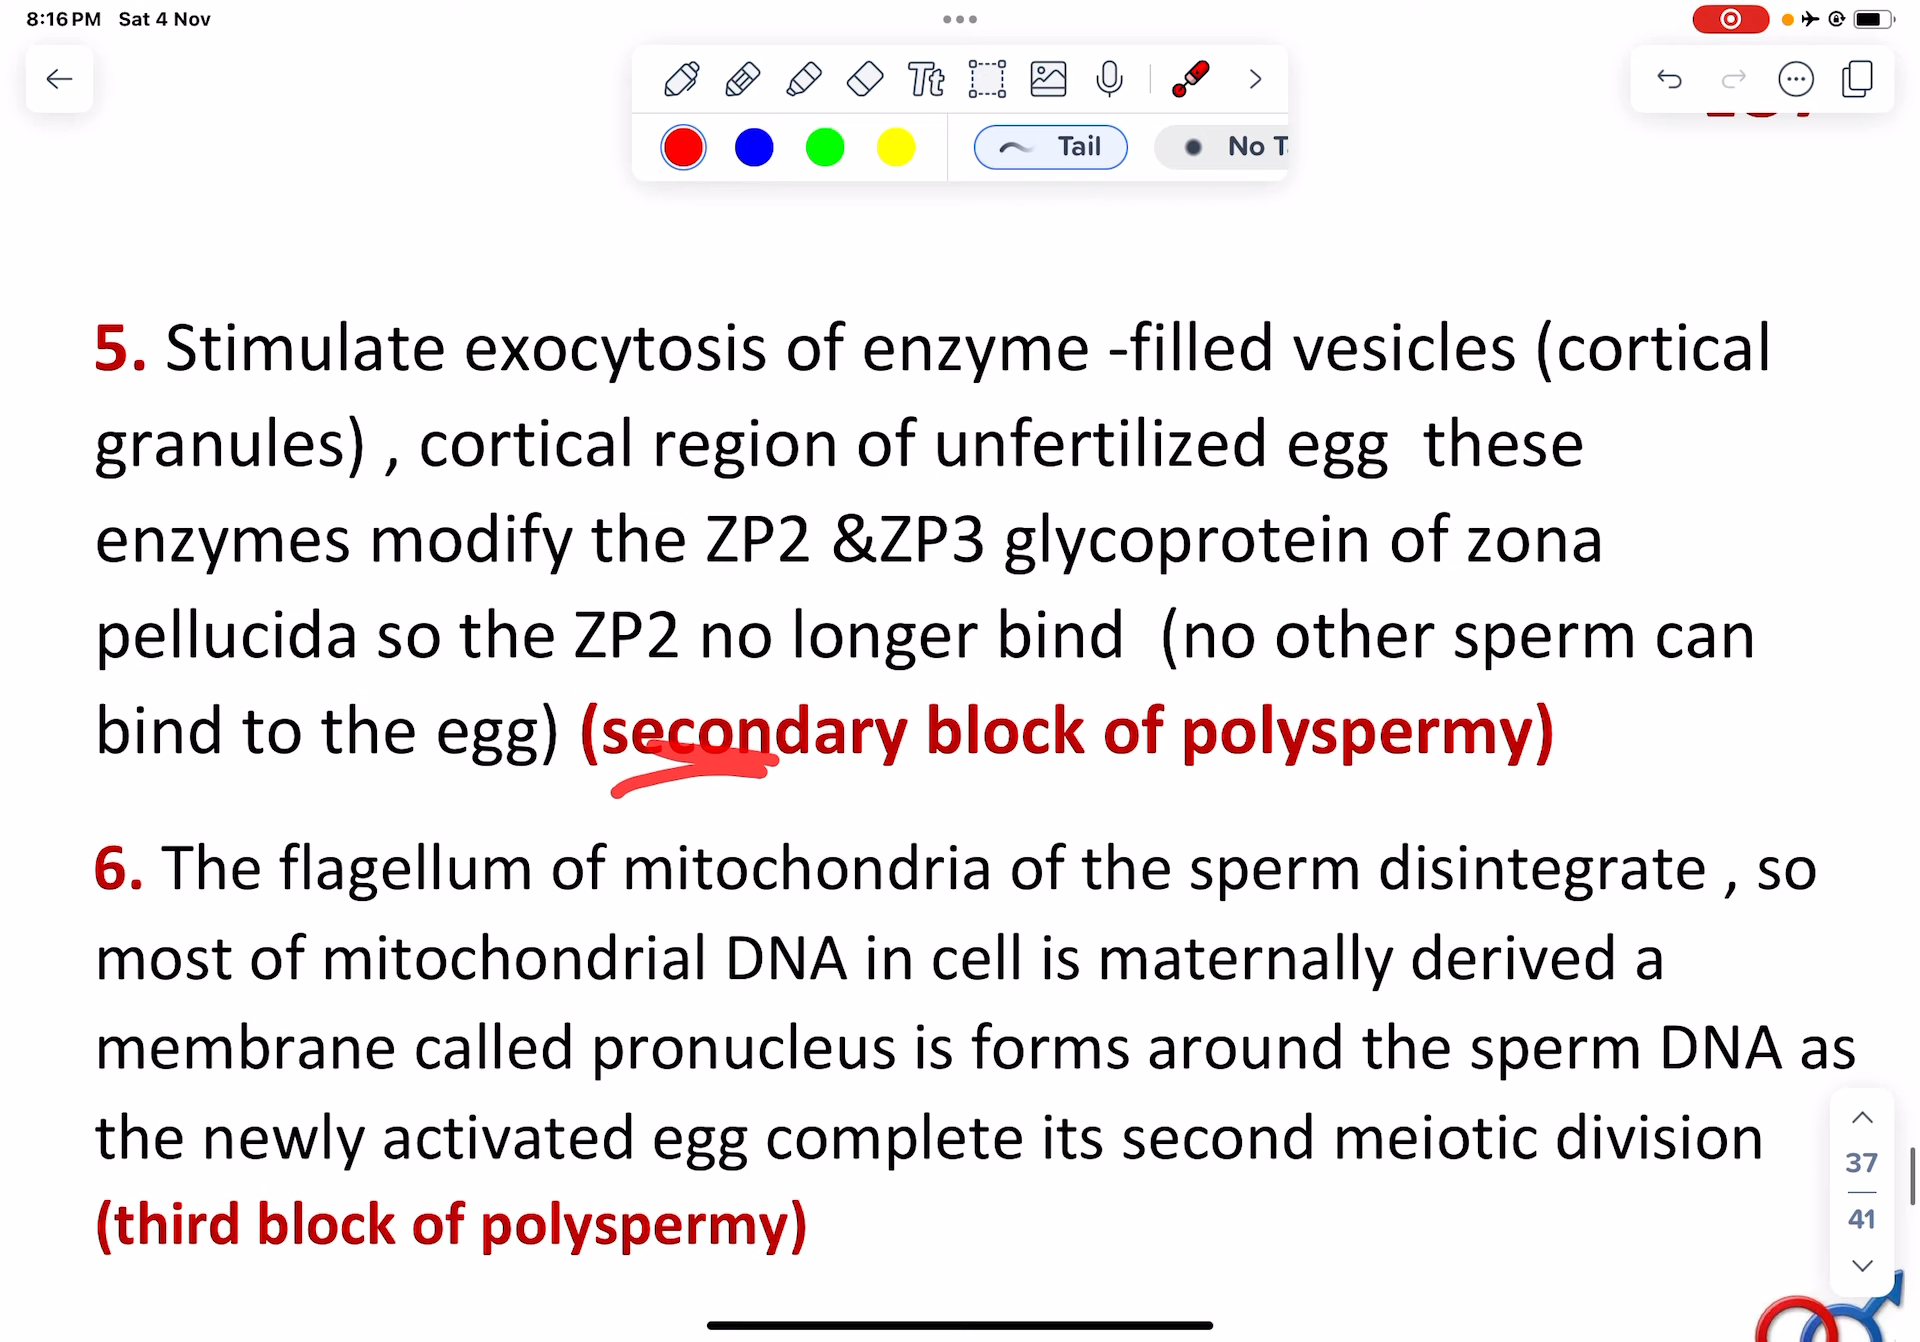 8:16 PM Sat 4 Nov
Tt
Tail No T
5. Stimulate exocytosis of enzyme -filled vesicles (cortical
granules) , cortical region of unfertilized egg these
enzymes modify the ZP2 &ZP3 glycoprotein of zona
pellucida so the ZP2 no longer bind (no other sperm can
bind to the egg) (secondary block of polyspermy)
6. The flagellum of mitochondria of the sperm disintegrate , so
most of mitochondrial DNA in cell is maternally derived a
membrane called pronucleus is forms around the sperm DNA as
the newly activated egg complete its second meiotic division
(third block of polyspermy)
37
41